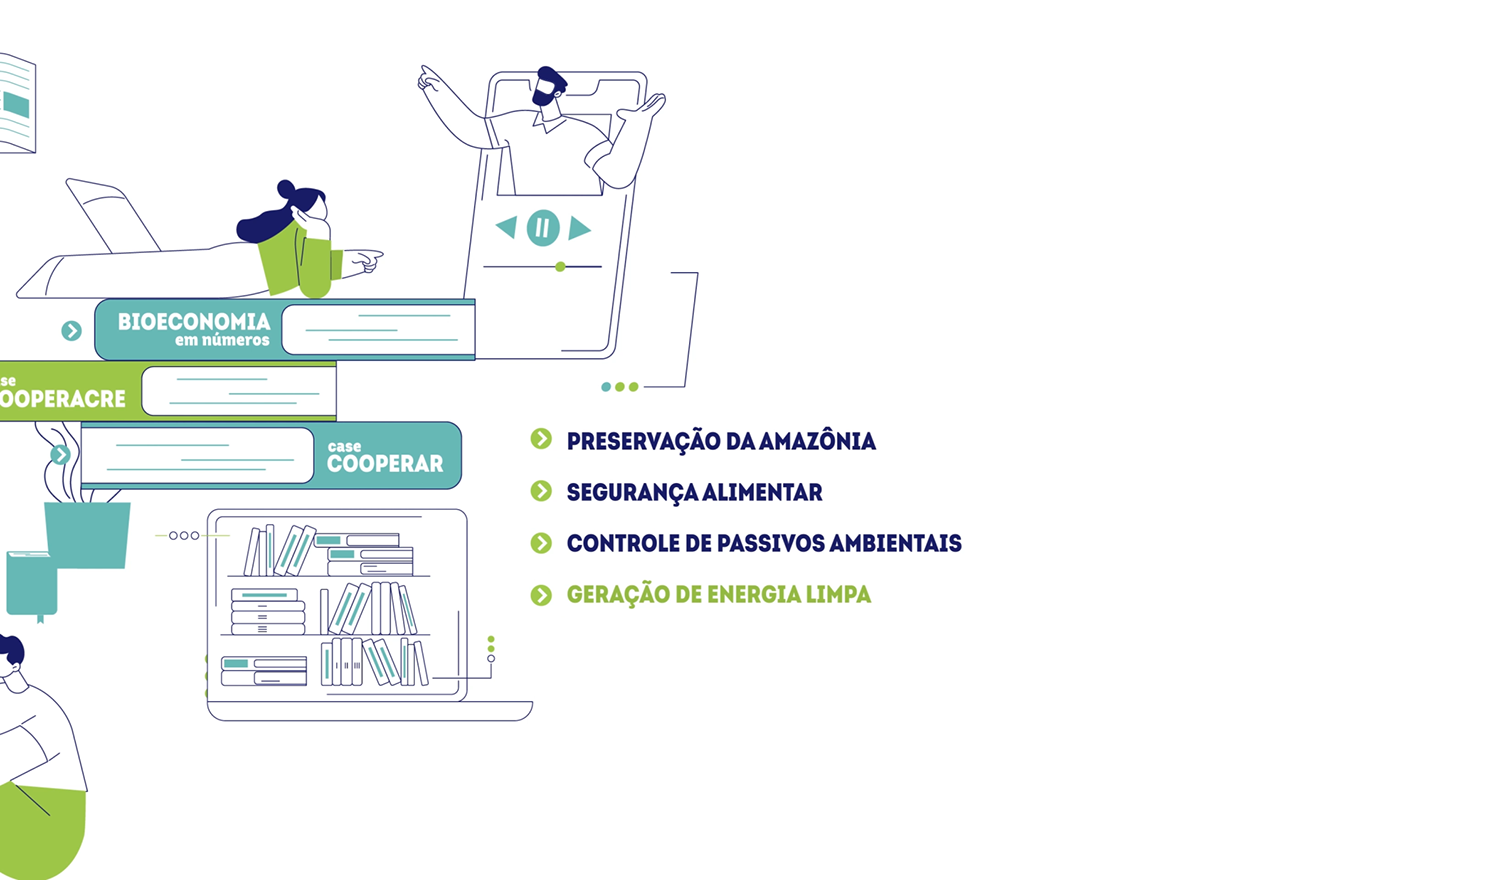 BIOECONOMIA
em números
se
OOPERACRE
case
COOPERAR
PRESERVAÇÃO DA AMAZÔNIA
SEGURANÇA ALIMENTAR
CONTROLE DE PASSIVOS AMBIENTAIS
GERAÇÃO DE ENERGIA LIMPA